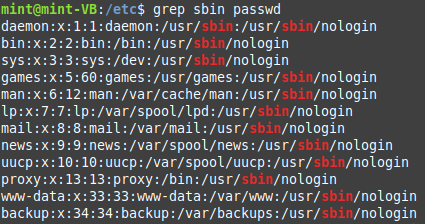 mint@mint-VB:/etc$ grep sbin passwd
daemon:x:1:1:daemon:/usr/sbin:/usr/sbin/nologin
bin:x:2:2:bin:/bin:/usr/sbin/nologin
sys:x:3:3:sys:/dev:/usr/sbin/nologin
games:x:5:60:games:/usr/games:/usr/sbin/nologin
man:x:6:12:man:/var/cache/man:/usr/sbin/nologin
lp:x:7:7:lp:/var/spool/lpd:/usr/sbin/nologin
mail:x:8:8:mail:/var/mail:/usr/sbin/nologin
news:x:9:9:news:/var/spool/news:/usr/sbin/nologin
uucp:x:10:10:uucp:/var/spool/uucp:/usr/sbin/nologin
proxy:x:13:13:proxy:/bin:/usr/sbin/nologin
www-data:x:33:33:www-data:/var/www:/usr/sbin/nologin
backup:x:34:34:backup:/var/backups:/usr/sbin/nologin